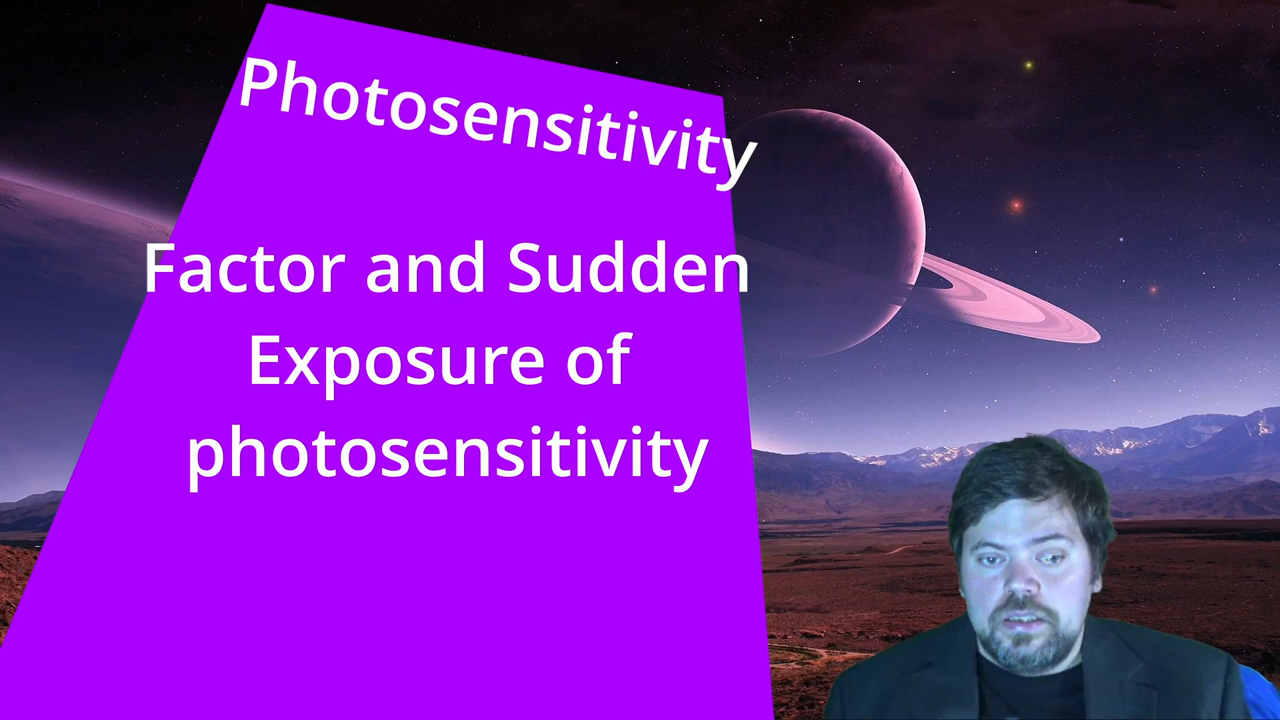 Photosensitivity
Factor and Sudden
Exposure of
photosensitivity